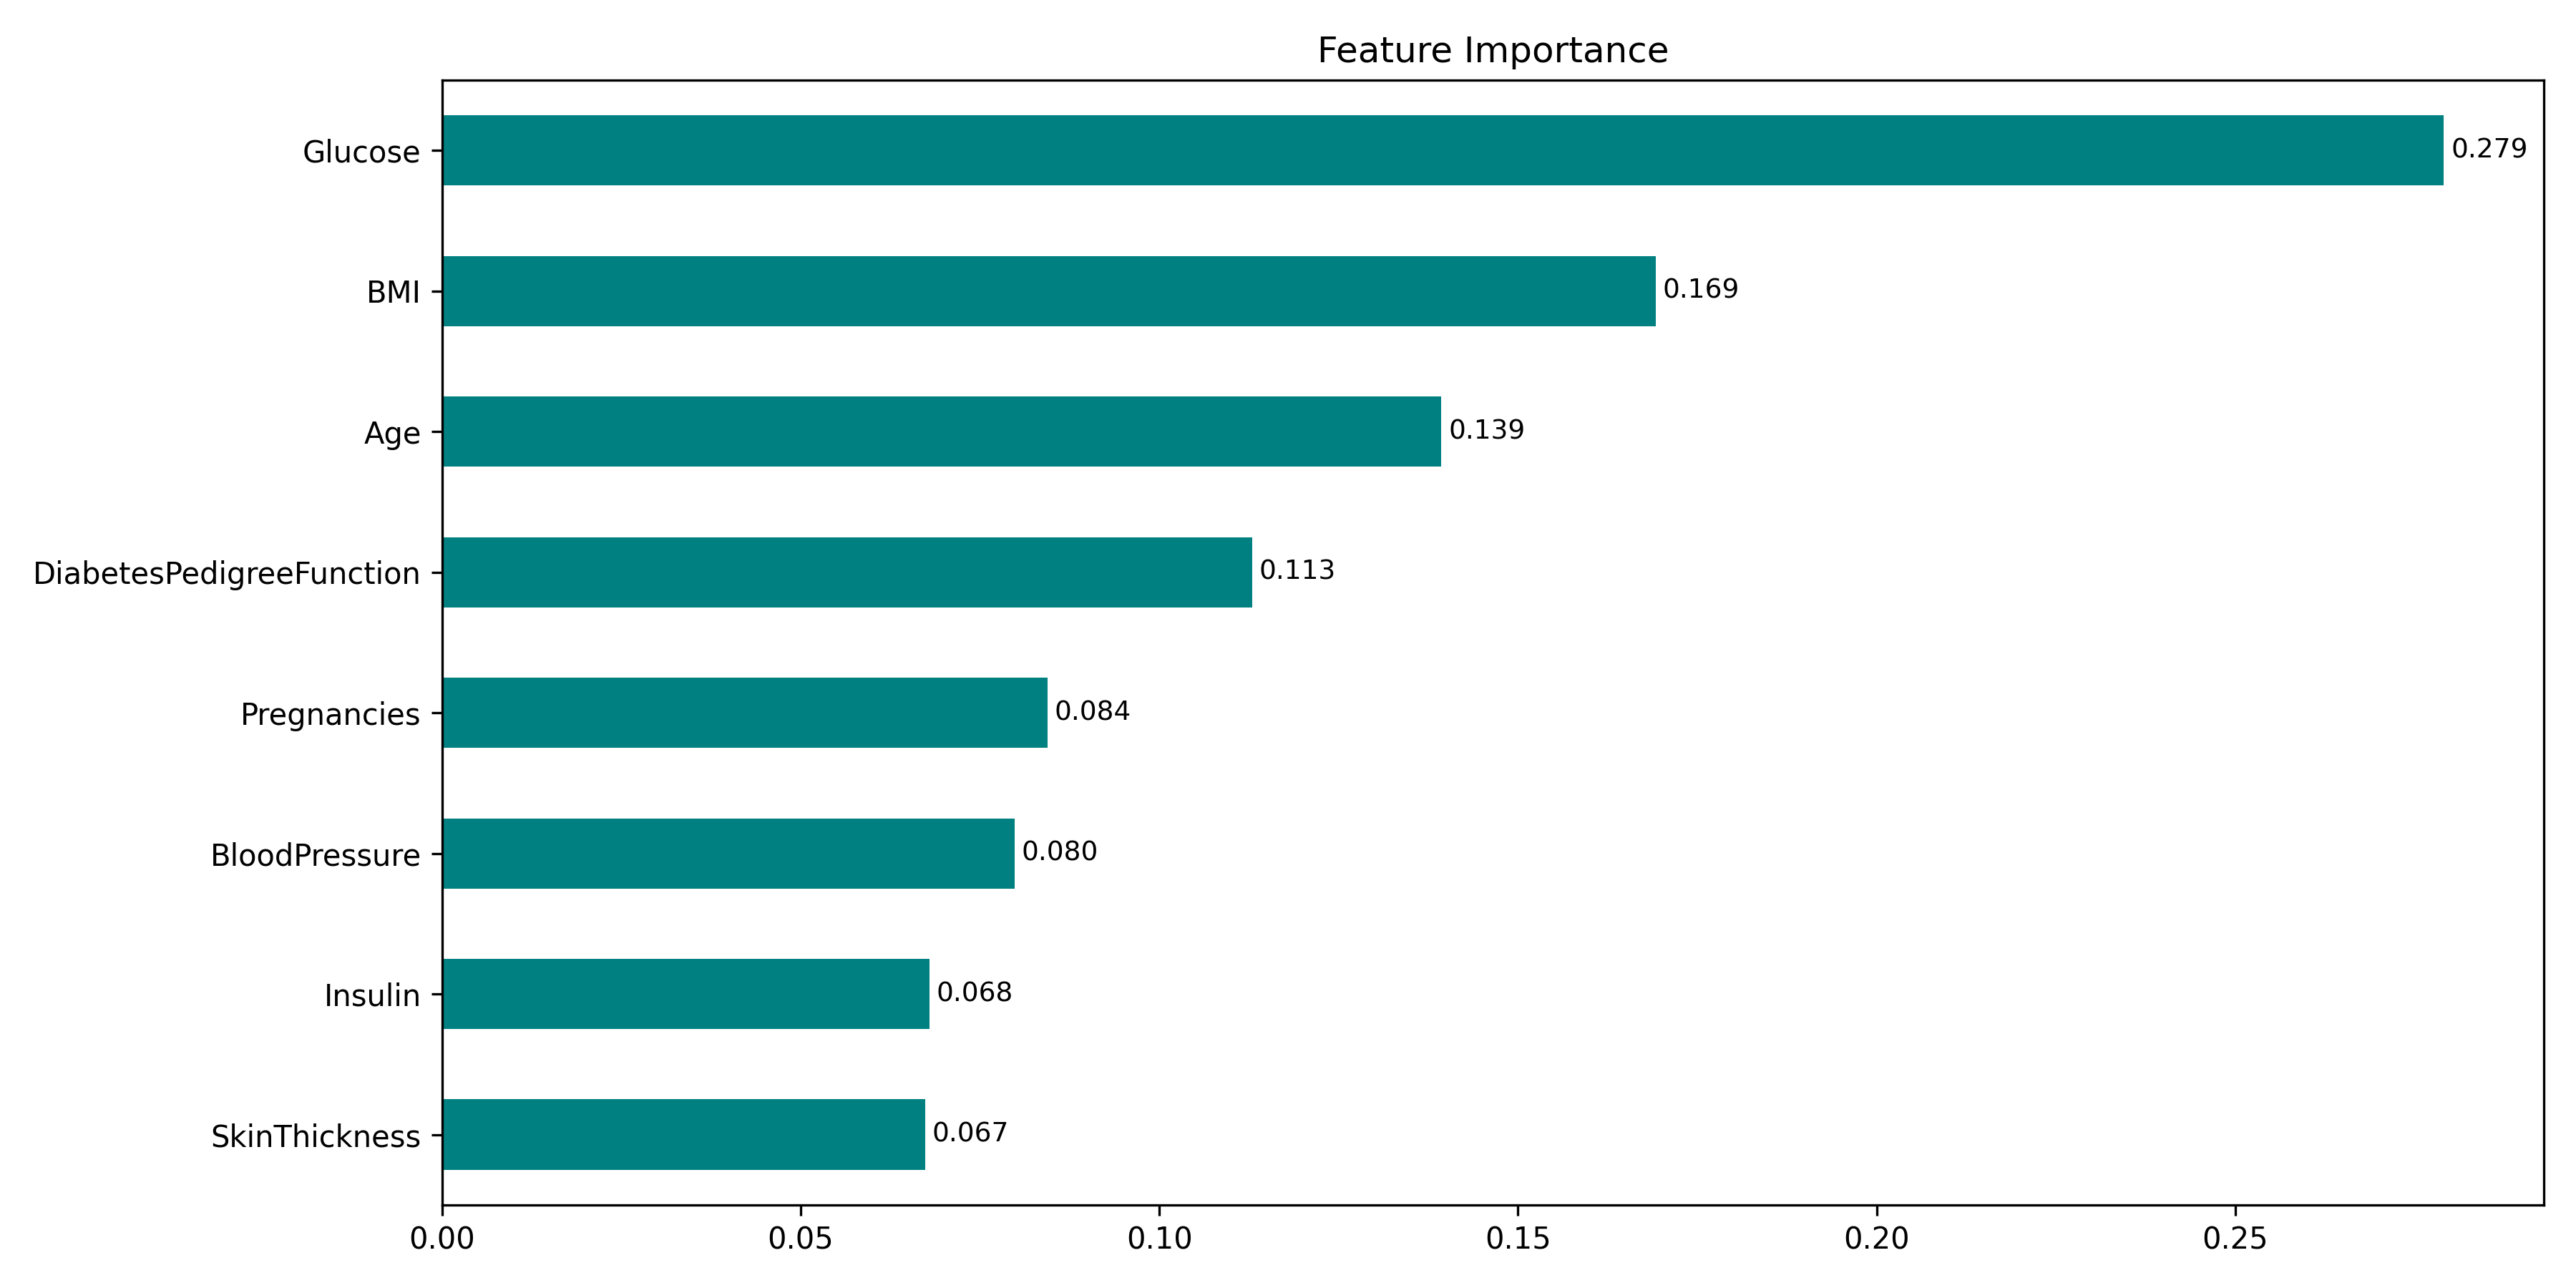 Feature Importance
Glucose 0.279
BMI 0.169
Age 0.139
DiabetesPedigreeFunction 0.113
Pregnancies 0.084
BloodPressure 0.080
Insulin 0.068
SkinThickness 0.067
0.00 0.05 0.10 0.15 0.20 0.25